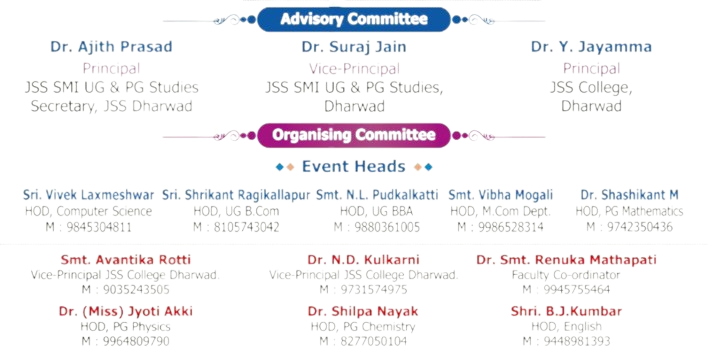 Advisory Committee
Dr. Ajith Prasad
Principal
JSS SMI UG & PG Studies
Secretary, JSS Dharwad
Dr. Suraj Jain
Vice-Principal
JSS SMI UG & PG Studies,
Dharwad
Dr. Y. Jayamma
Principal
JSS College,
Dharwad
Organising Committee
Event Heads
Sri. Vivek Laxmeshwar
HOD, Computer Science
M : 9845304811
Sri. Shrikant Ragikallapur
HOD, UG B.Com
M : 8105743042
Smt. N.L. Pudkalkatti
HOD, UG BBA
M : 9880361005
Smt. Vibha Mogali
HOD, M.Com Dept.
M : 9986528314
Dr. Shashikant M
HOD, PG Mathematics
M : 9742350436
Smt. Avantika Rotti
Vice-Principal JSS College Dharwad.
M : 9035243505
Dr. N.D. Kulkarni
Vice-Principal JSS College Dharwad.
M : 9731574975
Dr. Smt. Renuka Mathapati
Faculty Co-ordinator
M : 9945755464
Dr. (Miss) Jyoti Akki
HOD, PG Physics
M : 9964809790
Dr. Shilpa Nayak
HOD, PG Chemistry
M : 8277050104
Shri. B.J.Kumbar
HOD, English
M : 9448981393